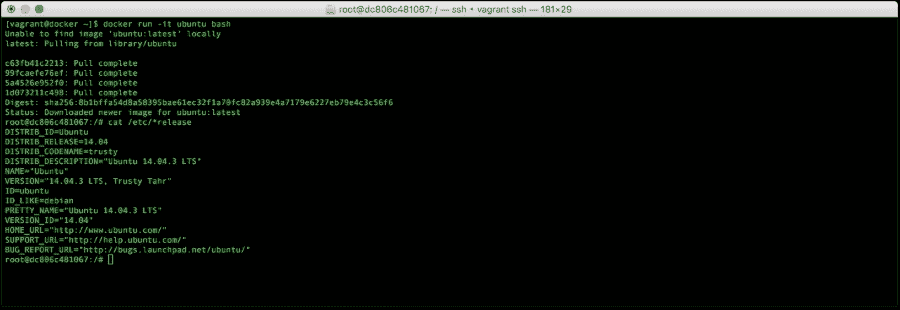 root@dc806c481067: / — ssh • vagrant ssh — 181×29
[vagrant@docker ~]$ docker run -it ubuntu bash
Unable to find image 'ubuntu:latest' locally
latest: Pulling from library/ubuntu
c63fb41c2213: Pull complete
99fcaefe76ef: Pull complete
5a4526e952f0: Pull complete
1d073211c498: Pull complete
Digest: sha256:8b1bffa54d8a58395bae61ec32f1a70fc82a939e4a7179e6227eb79e4c3c56f6
Status: Downloaded newer image for ubuntu:latest
root@dc806c481067:/# cat /etc/*release
DISTRIB_ID=Ubuntu
DISTRIB_RELEASE=14.04
DISTRIB_CODENAME=trusty
DISTRIB_DESCRIPTION="Ubuntu 14.04.3 LTS"
NAME="Ubuntu"
VERSION="14.04.3 LTS, Trusty Tahr"
ID=ubuntu
ID_LIKE=debian
PRETTY_NAME="Ubuntu 14.04.3 LTS"
VERSION_ID="14.04"
HOME_URL="http://www.ubuntu.com/"
SUPPORT_URL="http://help.ubuntu.com/"
BUG_REPORT_URL="http://bugs.launchpad.net/ubuntu/"
root@dc806c481067:/#